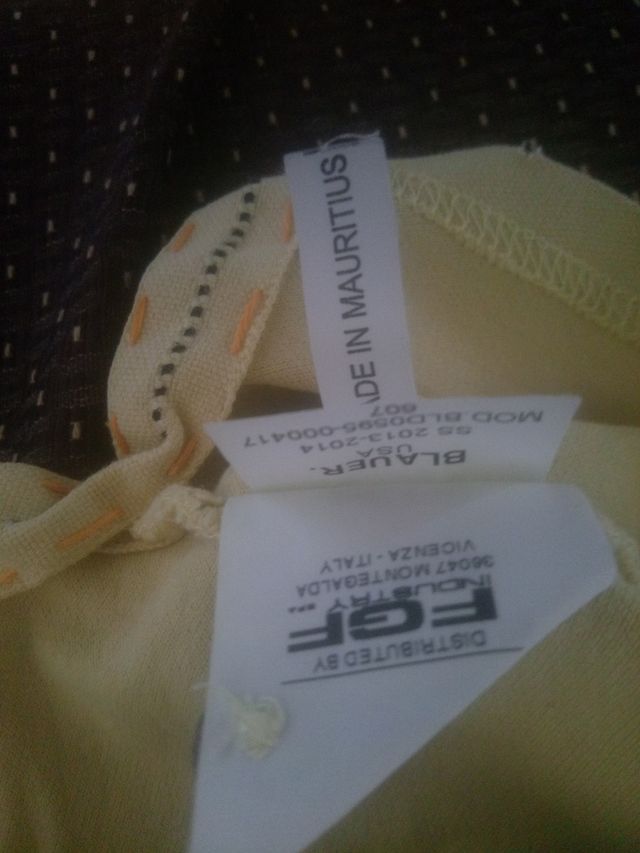 ADE IN MAURITIUS
BLAUER.
USA
SS 2013-2014
MOD.BLD0595-000417
607
DISTRIBUTED BY
FGF
INDUSTRY
36047 MONTEGALDA
VICENZA - ITALY